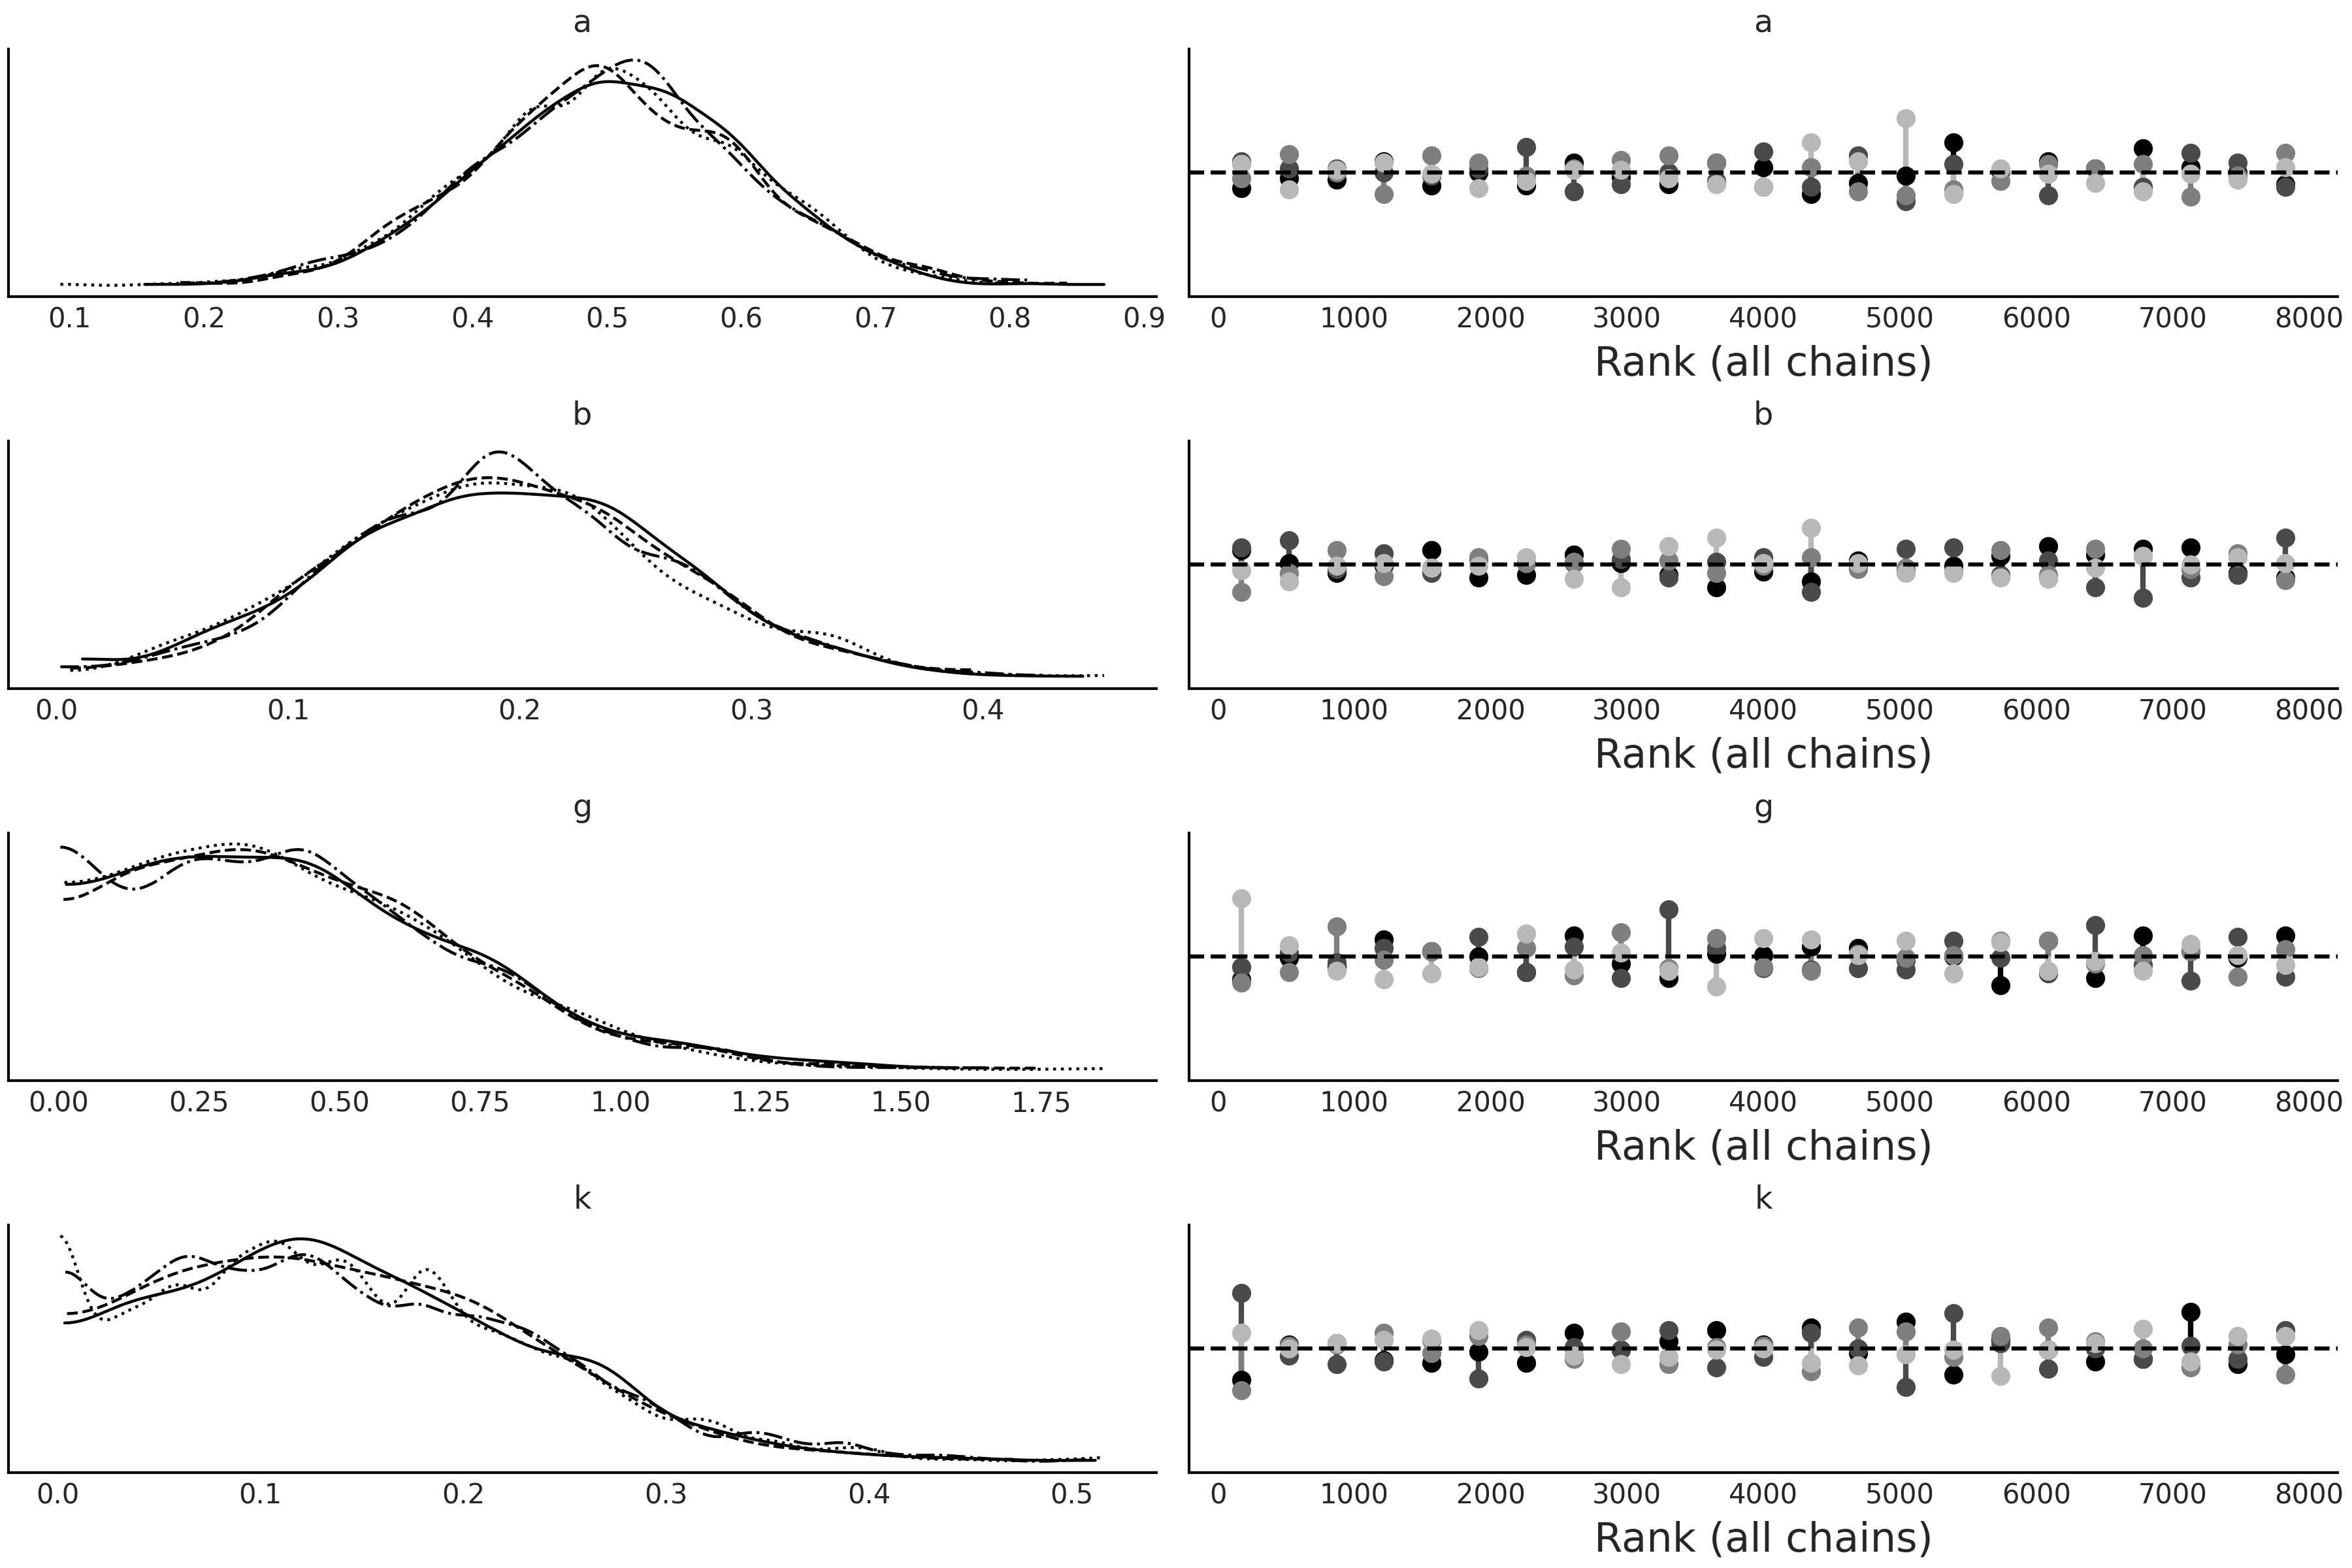 a a
0.1 0.2 0.3 0.4 0.5 0.6 0.7 0.8 0.9 0 1000 2000 3000 4000 5000 6000 7000 8000
Rank (all chains)
b b
0.0 0.1 0.2 0.3 0.4 0 1000 2000 3000 4000 5000 6000 7000 8000
Rank (all chains)
g g
0.00 0.25 0.50 0.75 1.00 1.25 1.50 1.75 0 1000 2000 3000 4000 5000 6000 7000 8000
Rank (all chains)
k k
0.0 0.1 0.2 0.3 0.4 0.5 0 1000 2000 3000 4000 5000 6000 7000 8000
Rank (all chains)